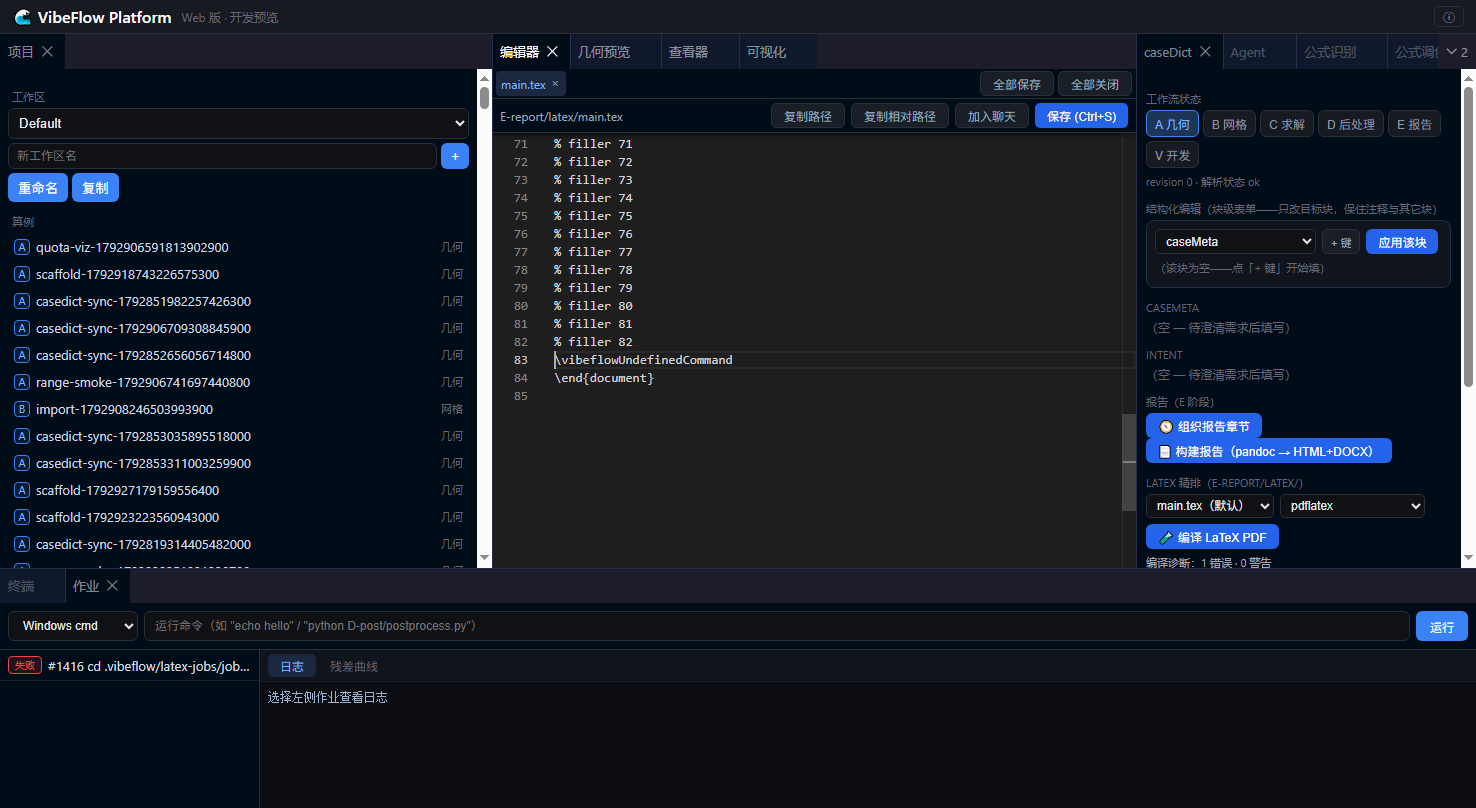 VibeFlow Platform Web 版 · 开发预览
项目
工作区
Default
新工作区名
+
重命名 复制
算例
A quota-viz-1792906591813902900 几何
A scaffold-1792918743226575300 几何
A casedict-sync-1792851982257426300 几何
A casedict-sync-1792906709308845900 几何
A casedict-sync-1792852656056714800 几何
A range-smoke-1792906741697440800 几何
B import-1792908246503993900 网格
A casedict-sync-1792853035895518000 几何
A casedict-sync-1792853311003259900 几何
A scaffold-1792927179159556400 几何
A scaffold-1792923223560943000 几何
A casedict-sync-1792819314405482000 几何
编辑器 几何预览 查看器 可视化
main.tex × 全部保存 全部关闭
E-report/latex/main.tex 复制路径 复制相对路径 加入聊天 保存 (Ctrl+S)
71 % filler 71
72 % filler 72
73 % filler 73
74 % filler 74
75 % filler 75
76 % filler 76
77 % filler 77
78 % filler 78
79 % filler 79
80 % filler 80
81 % filler 81
82 % filler 82
83 \vibeflowUndefinedCommand
84 \end{document}
85
caseDict Agent 公式识别 2
工作流状态
A 几何 B 网格 C 求解 D 后处理 E 报告
V 开发
revision 0 · 解析状态 ok
结构化编辑（块级表单——只改目标块，保住注释与其它块）
caseMeta + 键 应用该块
（该块为空——点「+ 键」开始填）
CASEMETA
（空 — 待澄清需求后填写）
INTENT
（空 — 待澄清需求后填写）
报告（E 阶段）
组织报告章节
构建报告（pandoc → HTML+DOCX）
LATEX 精排（E-REPORT/LATEX/）
main.tex（默认） pdflatex
编译 LaTeX PDF
编译诊断：1 错误 · 0 警告
终端 作业
Windows cmd 运行命令（如 "echo hello" / "python D-post/postprocess.py"） 运行
失败 #1416 cd .vibeflow/latex-jobs/job...
日志 残差曲线
选择左侧作业查看日志